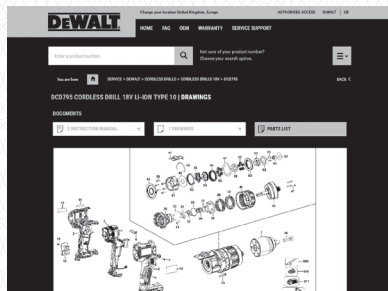 DEWALT
Change your location United Kingdom, Europe
AUTHORISED ACCESS DEWALT GB
HOME FAQ OEM WARRANTY SERVICE SUPPORT
Enter a product number
Not sure of your product number?
Choose your search option.
You are here SERVICE > DEWALT > CORDLESS DRILLS > CORDLESS DRILLS 18V > DCD795
BACK
DCD795 CORDLESS DRILL 18V LI-ION TYPE 10 | DRAWINGS
DOCUMENTS
2 INSTRUCTION MANUAL
1 DRAWINGS
PARTS LIST